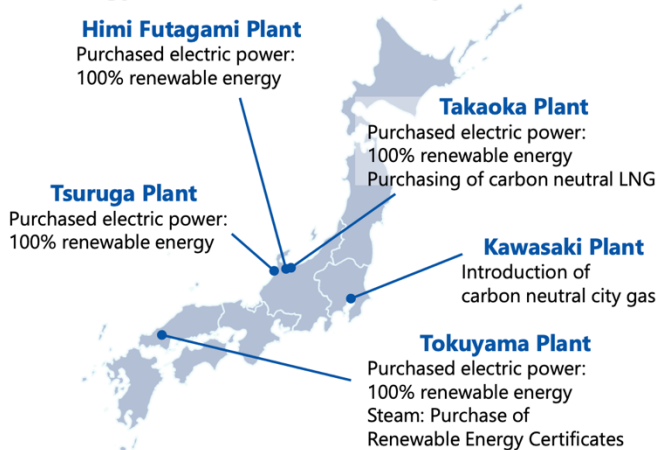 Himi Futagami Plant
Purchased electric power:
100% renewable energy
Takaoka Plant
Purchased electric power:
100% renewable energy
Purchasing of carbon neutral LNG
Tsuruga Plant
Purchased electric power:
100% renewable energy
Kawasaki Plant
Introduction of
carbon neutral city gas
Tokuyama Plant
Purchased electric power:
100% renewable energy
Steam: Purchase of
Renewable Energy Certificates